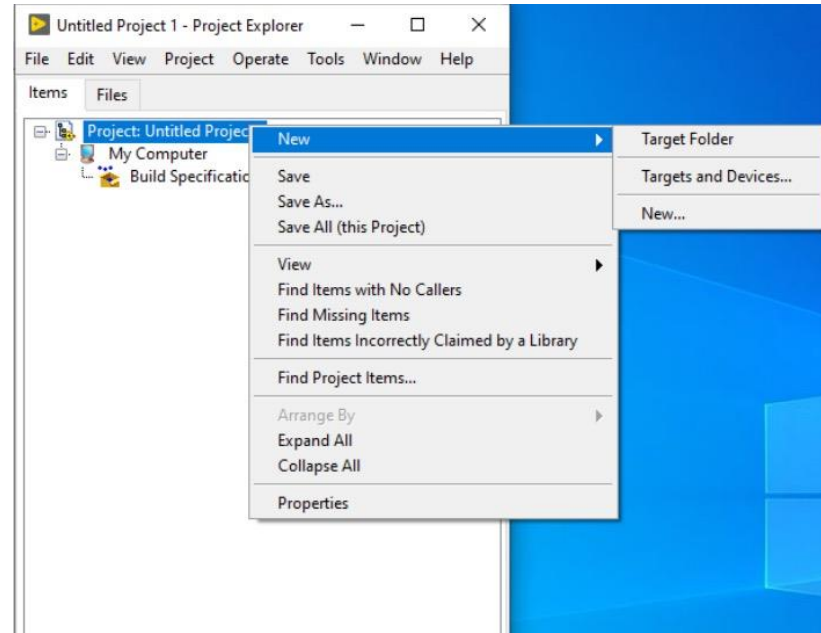 Untitled Project 1 - Project Explorer
File Edit View Project Operate Tools Window Help
Items Files
Project: Untitled Projec
My Computer
Build Specificatio
New
Save
Save As...
Save All (this Project)
View
Find Items with No Callers
Find Missing Items
Find Items Incorrectly Claimed by a Library
Find Project Items...
Arrange By
Expand All
Collapse All
Properties
Target Folder
Targets and Devices...
New...